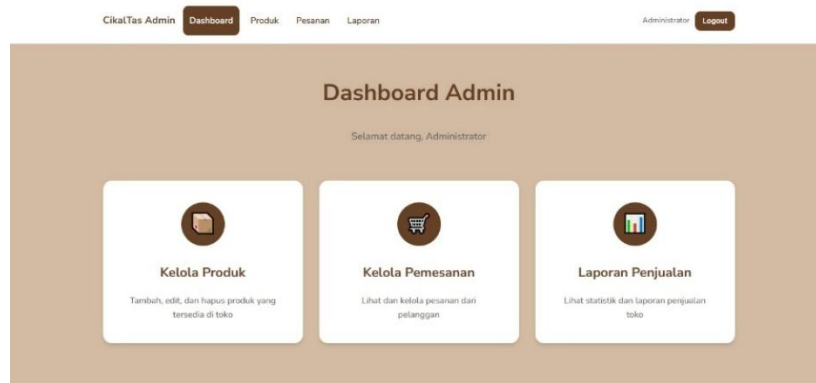 CikalTas Admin Dashboard Produk Pesanan Laporan Administrator Logout
Dashboard Admin
Selamat datang, Administrator
Kelola Produk
Tambah, edit, dan hapus produk yang
tersedia di toko
Kelola Pemesanan
Lihat dan kelola pesanan dari
pelanggan
Laporan Penjualan
Lihat statistik dan laporan penjualan
toko